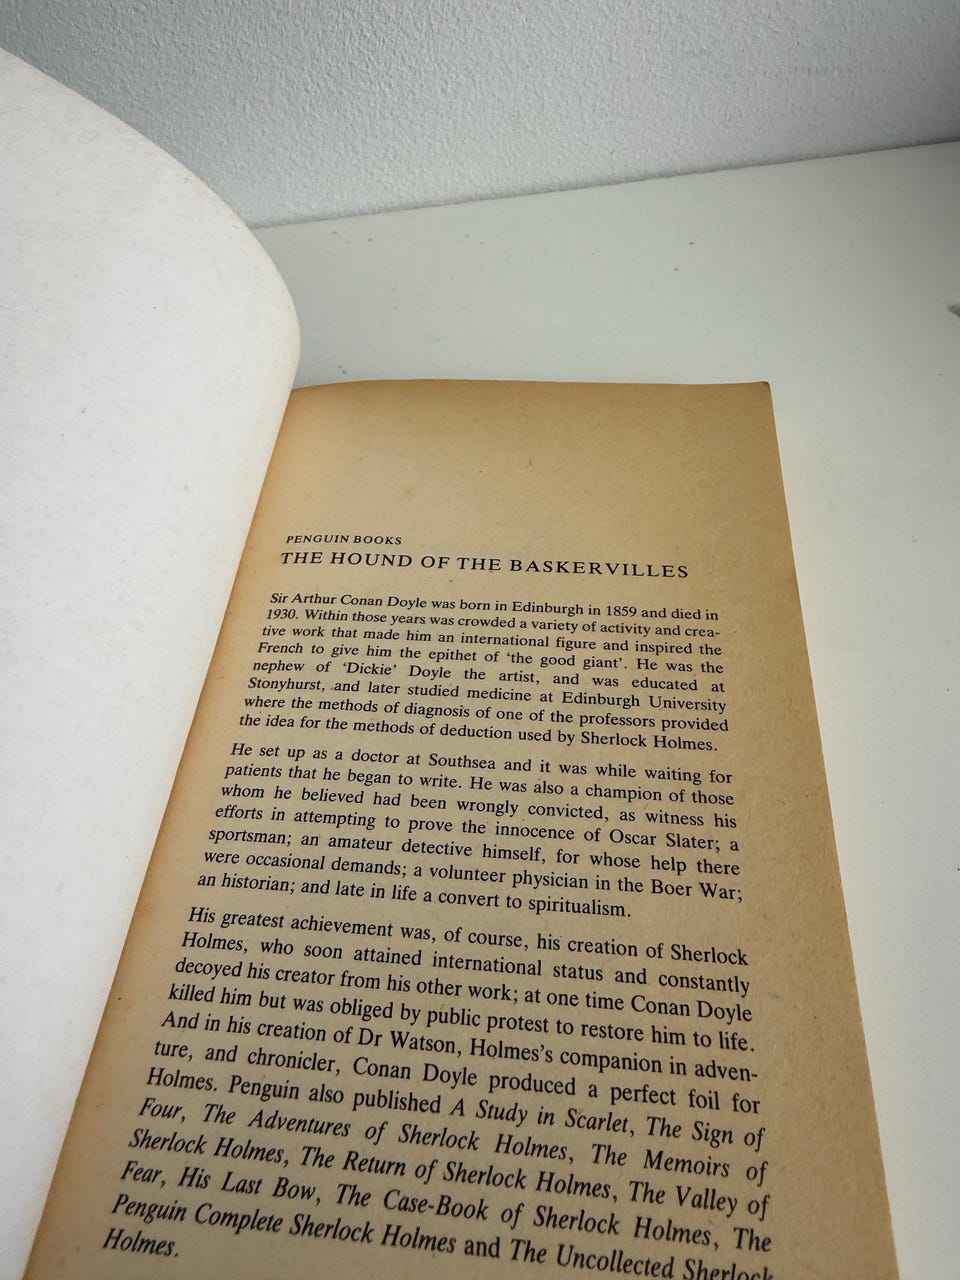 PENGUIN BOOKS
THE HOUND OF THE BASKERVILLES
Sir Arthur Conan Doyle was born in Edinburgh in 1859 and died in
1930. Within those years was crowded a variety of activity and crea-
tive work that made him an international figure and inspired the
French to give him the epithet of 'the good giant'. He was the
nephew of 'Dickie' Doyle the artist, and was educated at
Stonyhurst, and later studied medicine at Edinburgh University
where the methods of diagnosis of one of the professors provided
the idea for the methods of deduction used by Sherlock Holmes.
He set up as a doctor at Southsea and it was while waiting for
patients that he began to write. He was also a champion of those
whom he believed had been wrongly convicted, as witness his
efforts in attempting to prove the innocence of Oscar Slater; a
sportsman; an amateur detective himself, for whose help there
were occasional demands; a volunteer physician in the Boer War;
an historian; and late in life a convert to spiritualism.
His greatest achievement was, of course, his creation of Sherlock
Holmes, who soon attained international status and constantly
decoyed his creator from his other work; at one time Conan Doyle
killed him but was obliged by public protest to restore him to life.
And in his creation of Dr Watson, Holmes's companion in adven-
ture, and chronicler, Conan Doyle produced a perfect foil for
Holmes. Penguin also published A Study in Scarlet, The Sign of
Four, The Adventures of Sherlock Holmes, The Memoirs of
Sherlock Holmes, The Return of Sherlock Holmes, The Valley of
Fear, His Last Bow, The Case-Book of Sherlock Holmes, The
Penguin Complete Sherlock Holmes and The Uncollected Sherlock
Holmes.